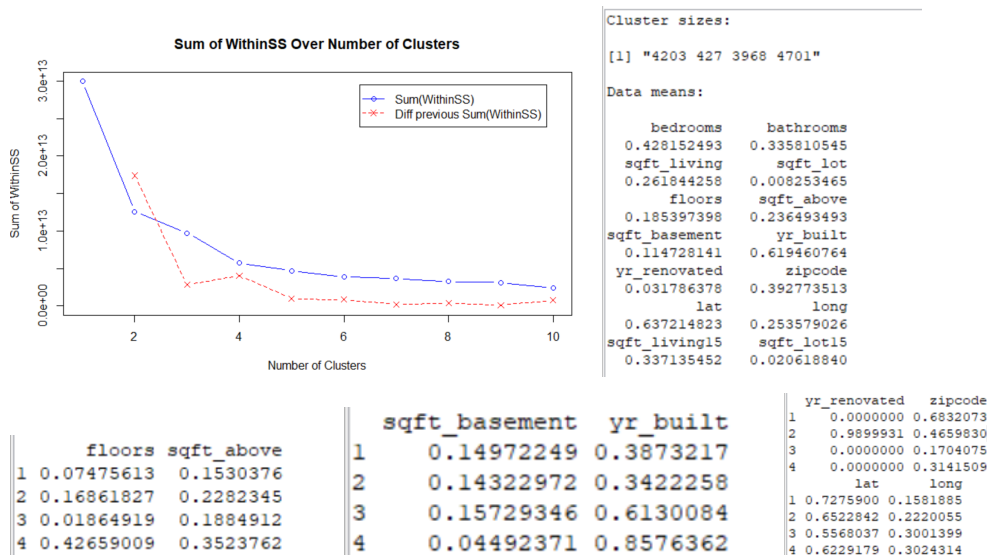 Sum of WithinSS Over Number of Clusters
Sum of WithinSS
0.0e+00 1.0e+13 2.0e+13 3.0e+13
Sum(WithinSS)
Diff previous Sum(WithinSS)
2 4 6 8 10
Number of Clusters
Cluster sizes:
[1] "4203 427 3968 4701"
Data means:
bedrooms bathrooms
0.428152493 0.335810545
sqft_living sqft_lot
0.261844258 0.008253465
floors sqft_above
0.185397398 0.236493493
sqft_basement yr_built
0.114728141 0.619460764
yr_renovated zipcode
0.031786378 0.392773513
lat long
0.637214823 0.253579026
sqft_living15 sqft_lot15
0.337135452 0.020618840
floors sqft_above
1 0.07475613 0.1530376
2 0.16861827 0.2282345
3 0.01864919 0.1884912
4 0.42659009 0.3523762
sqft_basement yr_built
1 0.14972249 0.3873217
2 0.14322972 0.3422258
3 0.15729346 0.6130084
4 0.04492371 0.8576362
yr_renovated zipcode
1 0.0000000 0.6832073
2 0.9899931 0.4659830
3 0.0000000 0.1704075
4 0.0000000 0.3141509
lat long
1 0.7275900 0.1581885
2 0.6522842 0.2220055
3 0.5568037 0.3001399
4 0.6229179 0.3024314